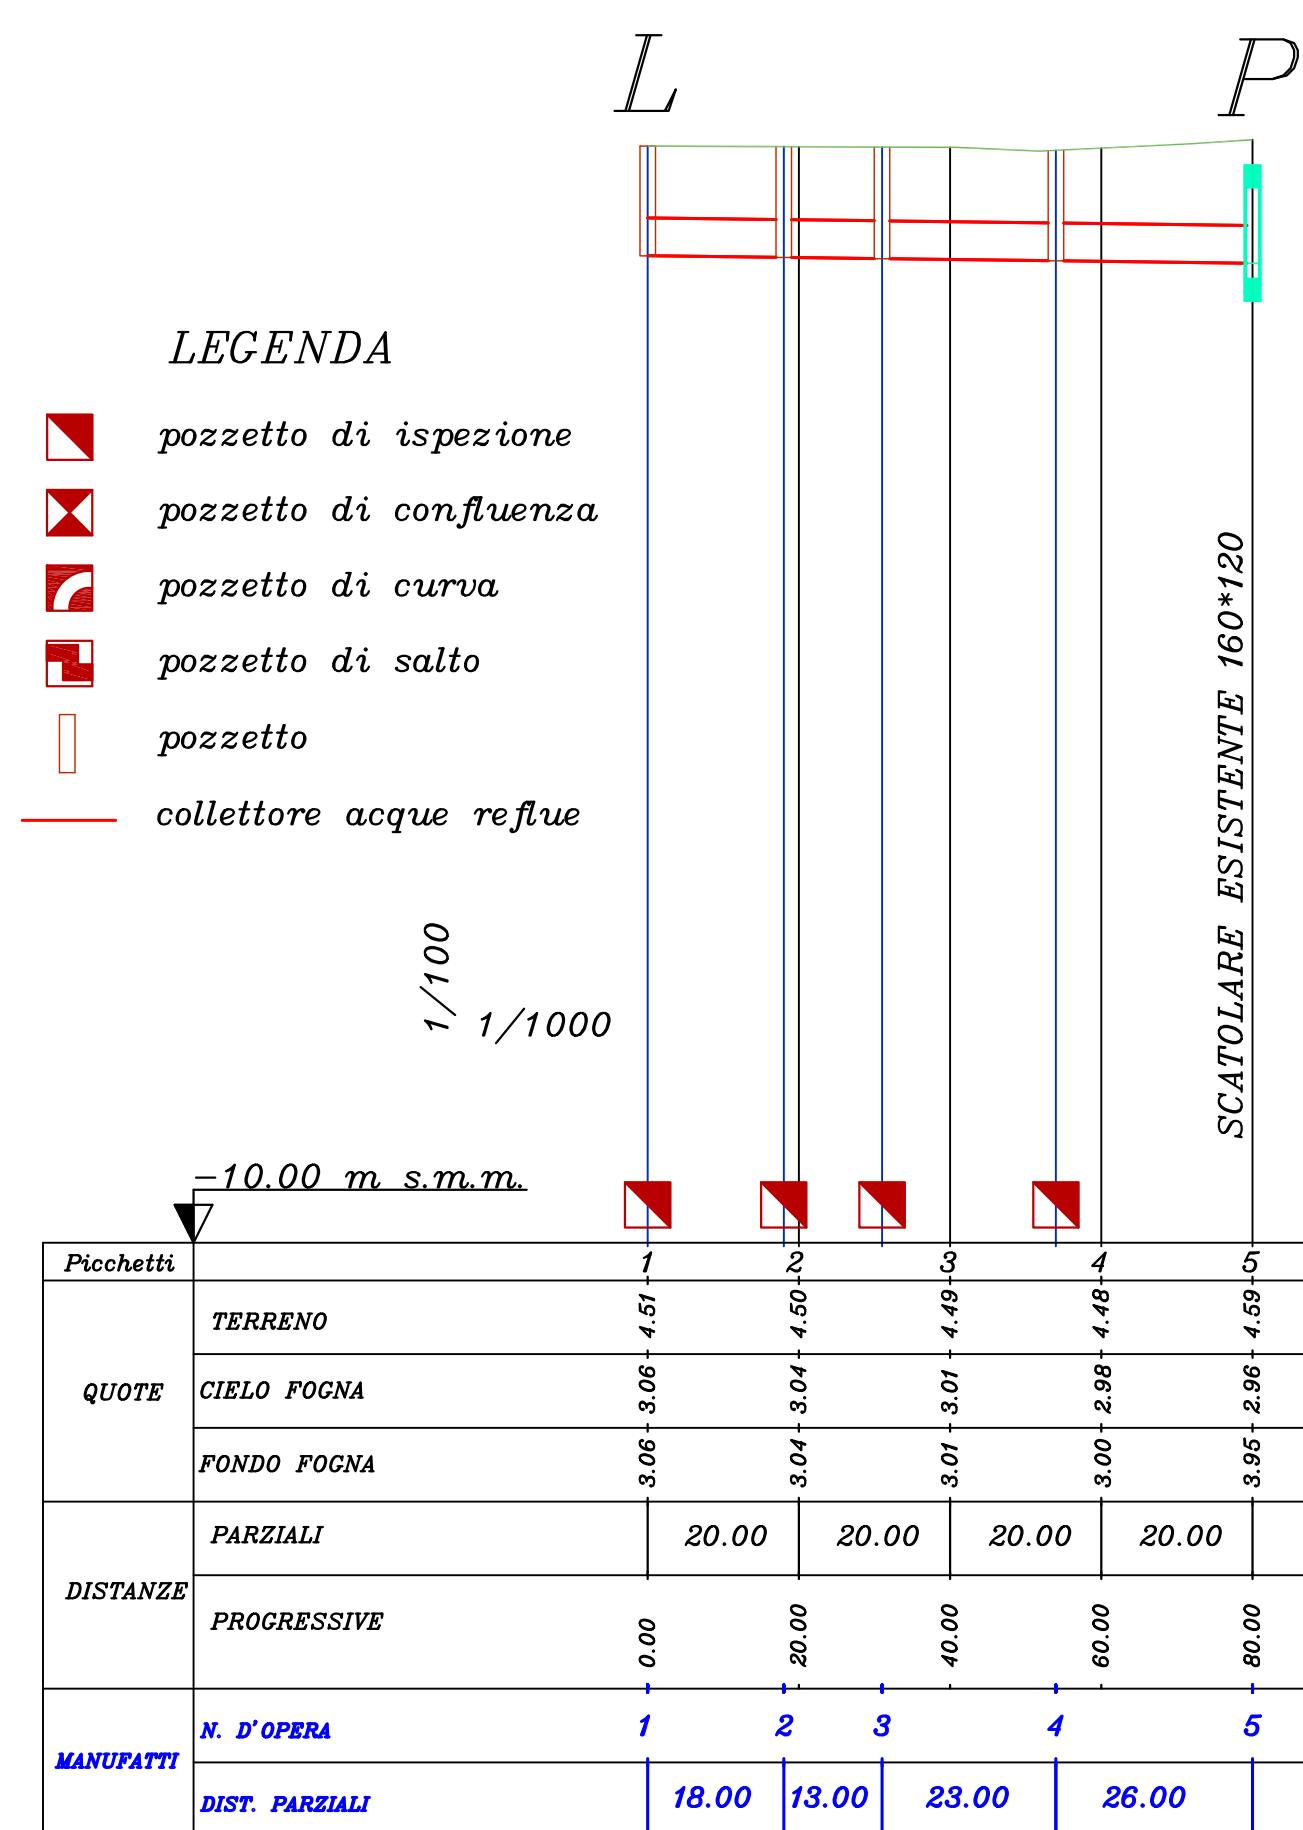 L P
LEGENDA
pozzetto di ispezione
pozzetto di confluenza
pozzetto di curva
pozzetto di salto
pozzetto
collettore acque reflue
1/100
1/1000
SCATOLARE ESISTENTE 160*120
-10.00 m s.m.m.
Picchetti 1 2 3 4 5
QUOTE
TERRENO 4.51 4.50 4.49 4.48 4.59
CIELO FOGNA 3.06 3.04 3.01 2.98 2.96
FONDO FOGNA 3.06 3.04 3.01 3.00 3.95
DISTANZE
PARZIALI 20.00 20.00 20.00 20.00
PROGRESSIVE 0.00 20.00 40.00 60.00 80.00
MANUFATTI
N. D'OPERA 1 2 3 4 5
DIST. PARZIALI 18.00 13.00 23.00 26.00